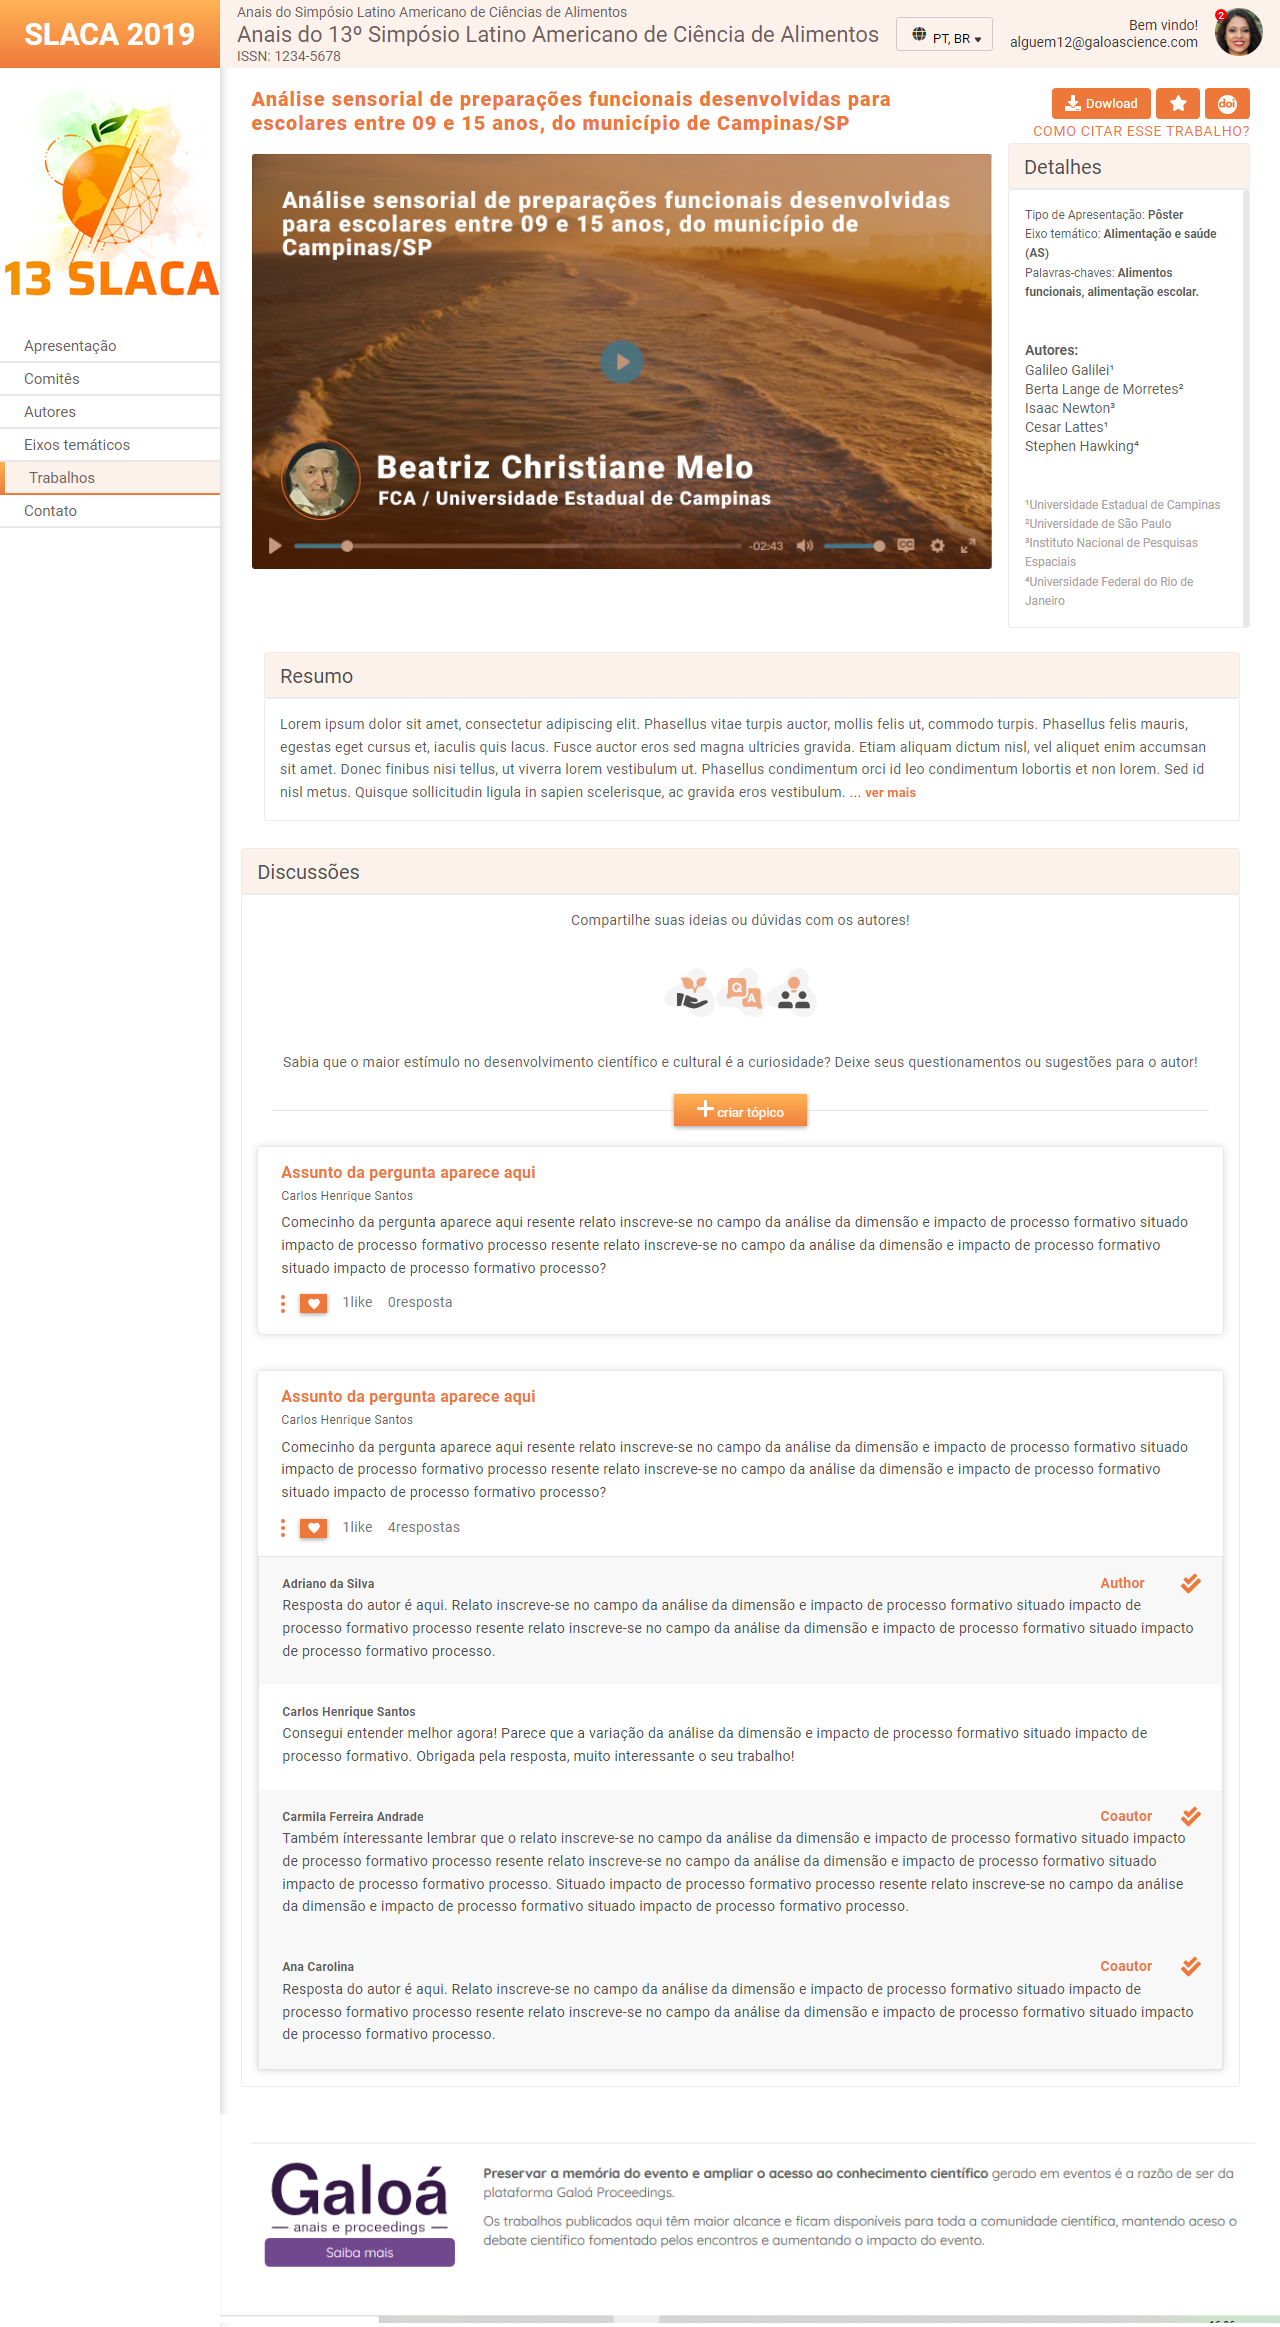 SLACA 2019
Anais do Simpósio Latino Americano de Ciências de Alimentos
Anais do 13º Simpósio Latino Americano de Ciência de Alimentos
ISSN: 1234-5678
PT, BR
Bem vindo!
alguem12@galoascience.com
2
13 SLACA
Apresentação
Comitês
Autores
Eixos temáticos
Trabalhos
Contato
Análise sensorial de preparações funcionais desenvolvidas para
escolares entre 09 e 15 anos, do município de Campinas/SP
Dowload
doi
COMO CITAR ESSE TRABALHO?
Análise sensorial de preparações funcionais desenvolvidas
para escolares entre 09 e 15 anos, do município de
Campinas/SP
Beatriz Christiane Melo
FCA / Universidade Estadual de Campinas
-02:43
CC
Detalhes
Tipo de Apresentação: Pôster
Eixo temático: Alimentação e saúde
(AS)
Palavras-chaves: Alimentos
funcionais, alimentação escolar.
Autores:
Galileo Galilei¹
Berta Lange de Morretes²
Isaac Newton³
Cesar Lattes¹
Stephen Hawking⁴
¹Universidade Estadual de Campinas
²Universidade de São Paulo
³Instituto Nacional de Pesquisas
Espaciais
⁴Universidade Federal do Rio de
Janeiro
Resumo
Lorem ipsum dolor sit amet, consectetur adipiscing elit. Phasellus vitae turpis auctor, mollis felis ut, commodo turpis. Phasellus felis mauris,
egestas eget cursus et, iaculis quis lacus. Fusce auctor eros sed magna ultricies gravida. Etiam aliquam dictum nisl, vel aliquet enim accumsan
sit amet. Donec finibus nisi tellus, ut viverra lorem vestibulum ut. Phasellus condimentum orci id leo condimentum lobortis et non lorem. Sed id
nisl metus. Quisque sollicitudin ligula in sapien scelerisque, ac gravida eros vestibulum. ... ver mais
Discussões
Compartilhe suas ideias ou dúvidas com os autores!
Q A
Sabia que o maior estímulo no desenvolvimento científico e cultural é a curiosidade? Deixe seus questionamentos ou sugestões para o autor!
criar tópico
Assunto da pergunta aparece aqui
Carlos Henrique Santos
Comecinho da pergunta aparece aqui resente relato inscreve-se no campo da análise da dimensão e impacto de processo formativo situado
impacto de processo formativo processo resente relato inscreve-se no campo da análise da dimensão e impacto de processo formativo
situado impacto de processo formativo processo?
1like 0resposta
Assunto da pergunta aparece aqui
Carlos Henrique Santos
Comecinho da pergunta aparece aqui resente relato inscreve-se no campo da análise da dimensão e impacto de processo formativo situado
impacto de processo formativo processo resente relato inscreve-se no campo da análise da dimensão e impacto de processo formativo
situado impacto de processo formativo processo?
1like 4respostas
Adriano da Silva Author
Resposta do autor é aqui. Relato inscreve-se no campo da análise da dimensão e impacto de processo formativo situado impacto de
processo formativo processo resente relato inscreve-se no campo da análise da dimensão e impacto de processo formativo situado impacto
de processo formativo processo.
Carlos Henrique Santos
Consegui entender melhor agora! Parece que a variação da análise da dimensão e impacto de processo formativo situado impacto de
processo formativo. Obrigada pela resposta, muito interessante o seu trabalho!
Carmila Ferreira Andrade Coautor
Também ínteressante lembrar que o relato inscreve-se no campo da análise da dimensão e impacto de processo formativo situado impacto
de processo formativo processo resente relato inscreve-se no campo da análise da dimensão e impacto de processo formativo situado
impacto de processo formativo processo. Situado impacto de processo formativo processo resente relato inscreve-se no campo da análise
da dimensão e impacto de processo formativo situado impacto de processo formativo processo.
Ana Carolina Coautor
Resposta do autor é aqui. Relato inscreve-se no campo da análise da dimensão e impacto de processo formativo situado impacto de
processo formativo processo resente relato inscreve-se no campo da análise da dimensão e impacto de processo formativo situado impacto
de processo formativo processo.
Galoá
anais e proceedings
Saiba mais
Preservar a memória do evento e ampliar o acesso ao conhecimento científico gerado em eventos é a razão de ser da
plataforma Galoá Proceedings.
Os trabalhos publicados aqui têm maior alcance e ficam disponíveis para toda a comunidade científica, mantendo aceso o
debate científico fomentado pelos encontros e aumentando o impacto do evento.